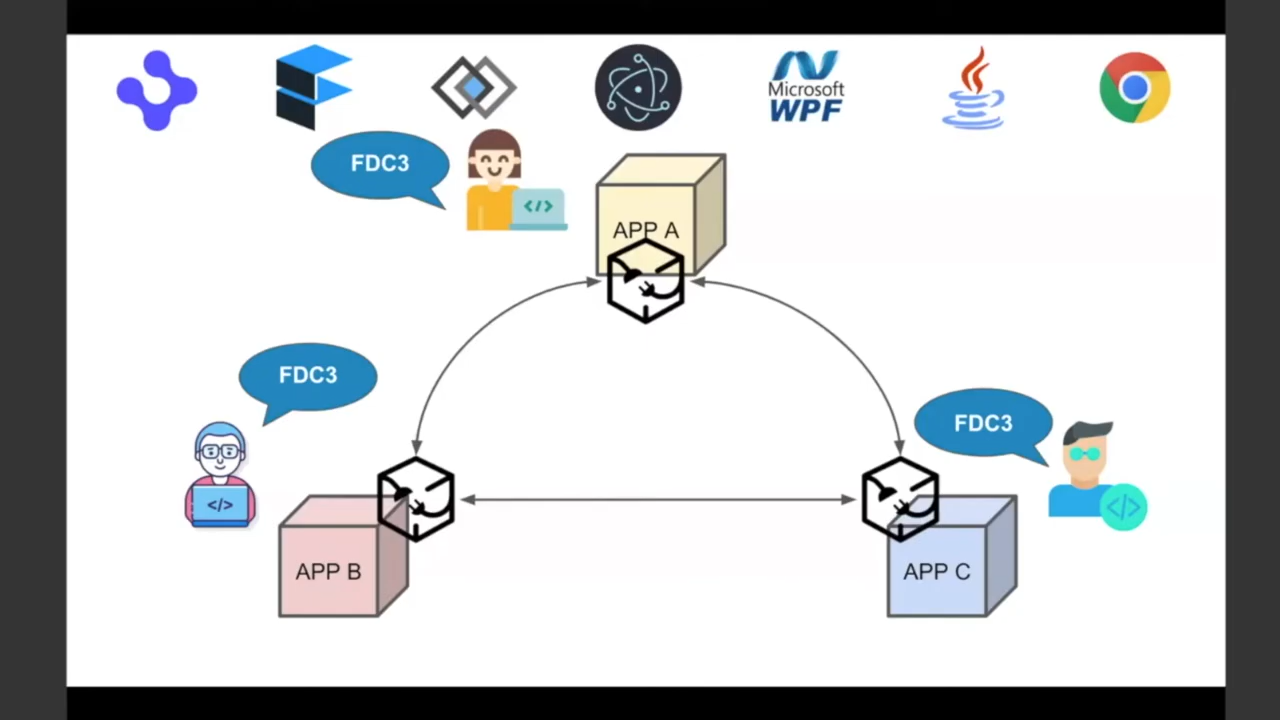 Microsoft
WPF
FDC3
</>
APP A
FDC3
FDC3
</>
</>
APP B
APP C